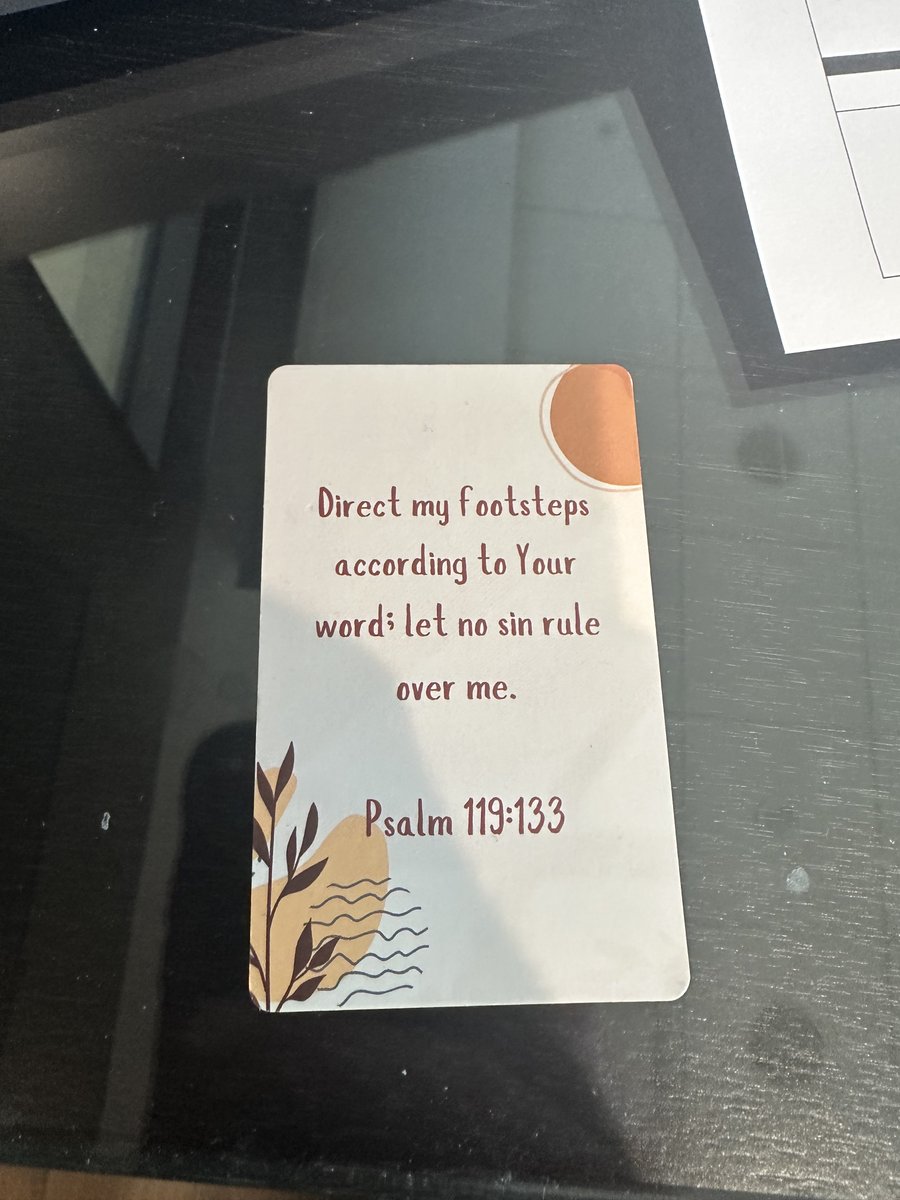 Direct my footsteps
according to Your
word; let no sin rule
over me.
Psalm 119:133